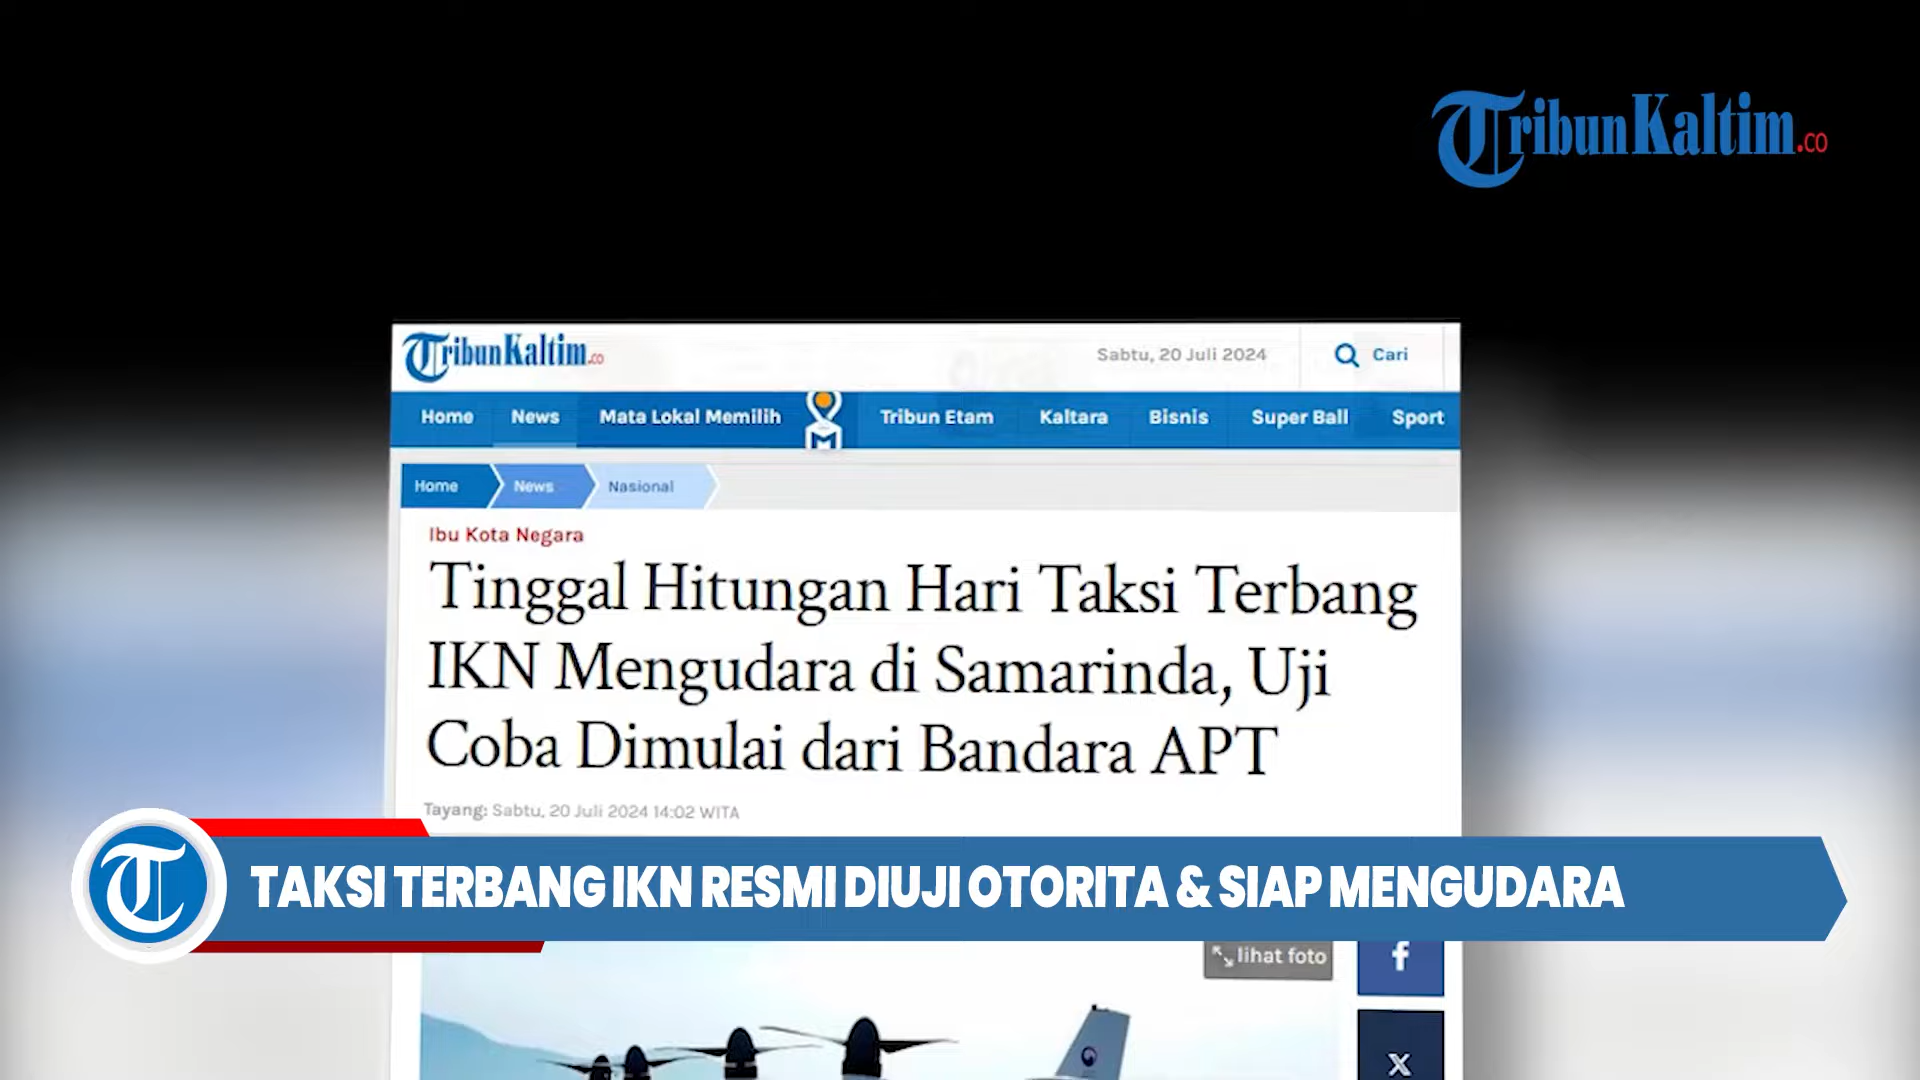 TribunKaltim.co
TribunKaltim.co
Sabtu, 20 Juli 2024
Cari
Home
News
Mata Lokal Memilih
Tribun Etam
Kaltara
Bisnis
Super Ball
Sport
Home
News
Nasional
Ibu Kota Negara
Tinggal Hitungan Hari Taksi Terbang
IKN Mengudara di Samarinda, Uji
Coba Dimulai dari Bandara APT
Tayang: Sabtu, 20 Juli 2024 14:02 WITA
TAKSI TERBANG IKN RESMI DIUJI OTORITA & SIAP MENGUDARA
lihat foto